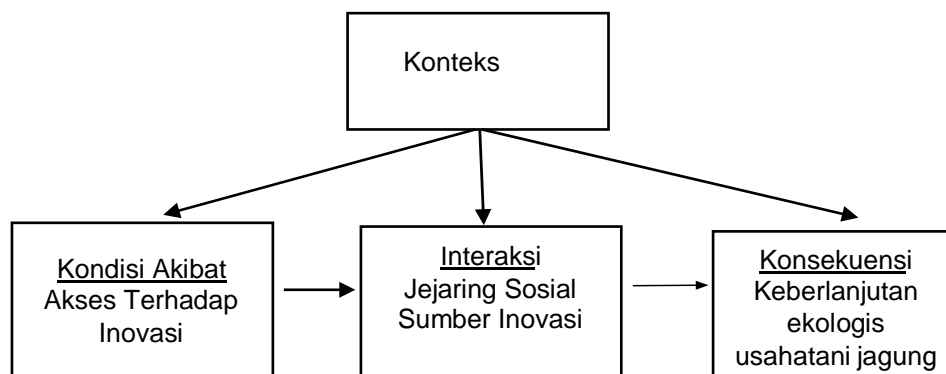 Konteks
Kondisi Akibat
Akses Terhadap
Inovasi
Interaksi
Jejaring Sosial
Sumber Inovasi
Konsekuensi
Keberlanjutan
ekologis
usahatani jagung